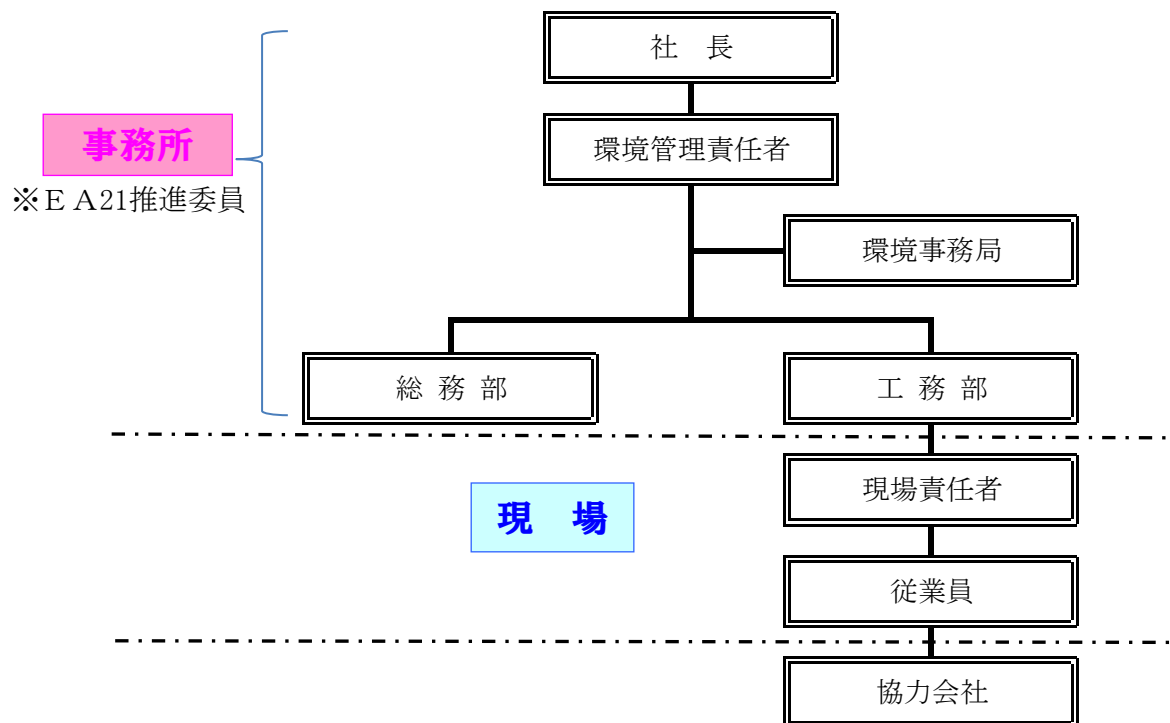 社　長
環境管理責任者
事務所
※ＥＡ21推進委員
環境事務局
総 務 部
工 務 部
現場責任者
現　場
従業員
協力会社